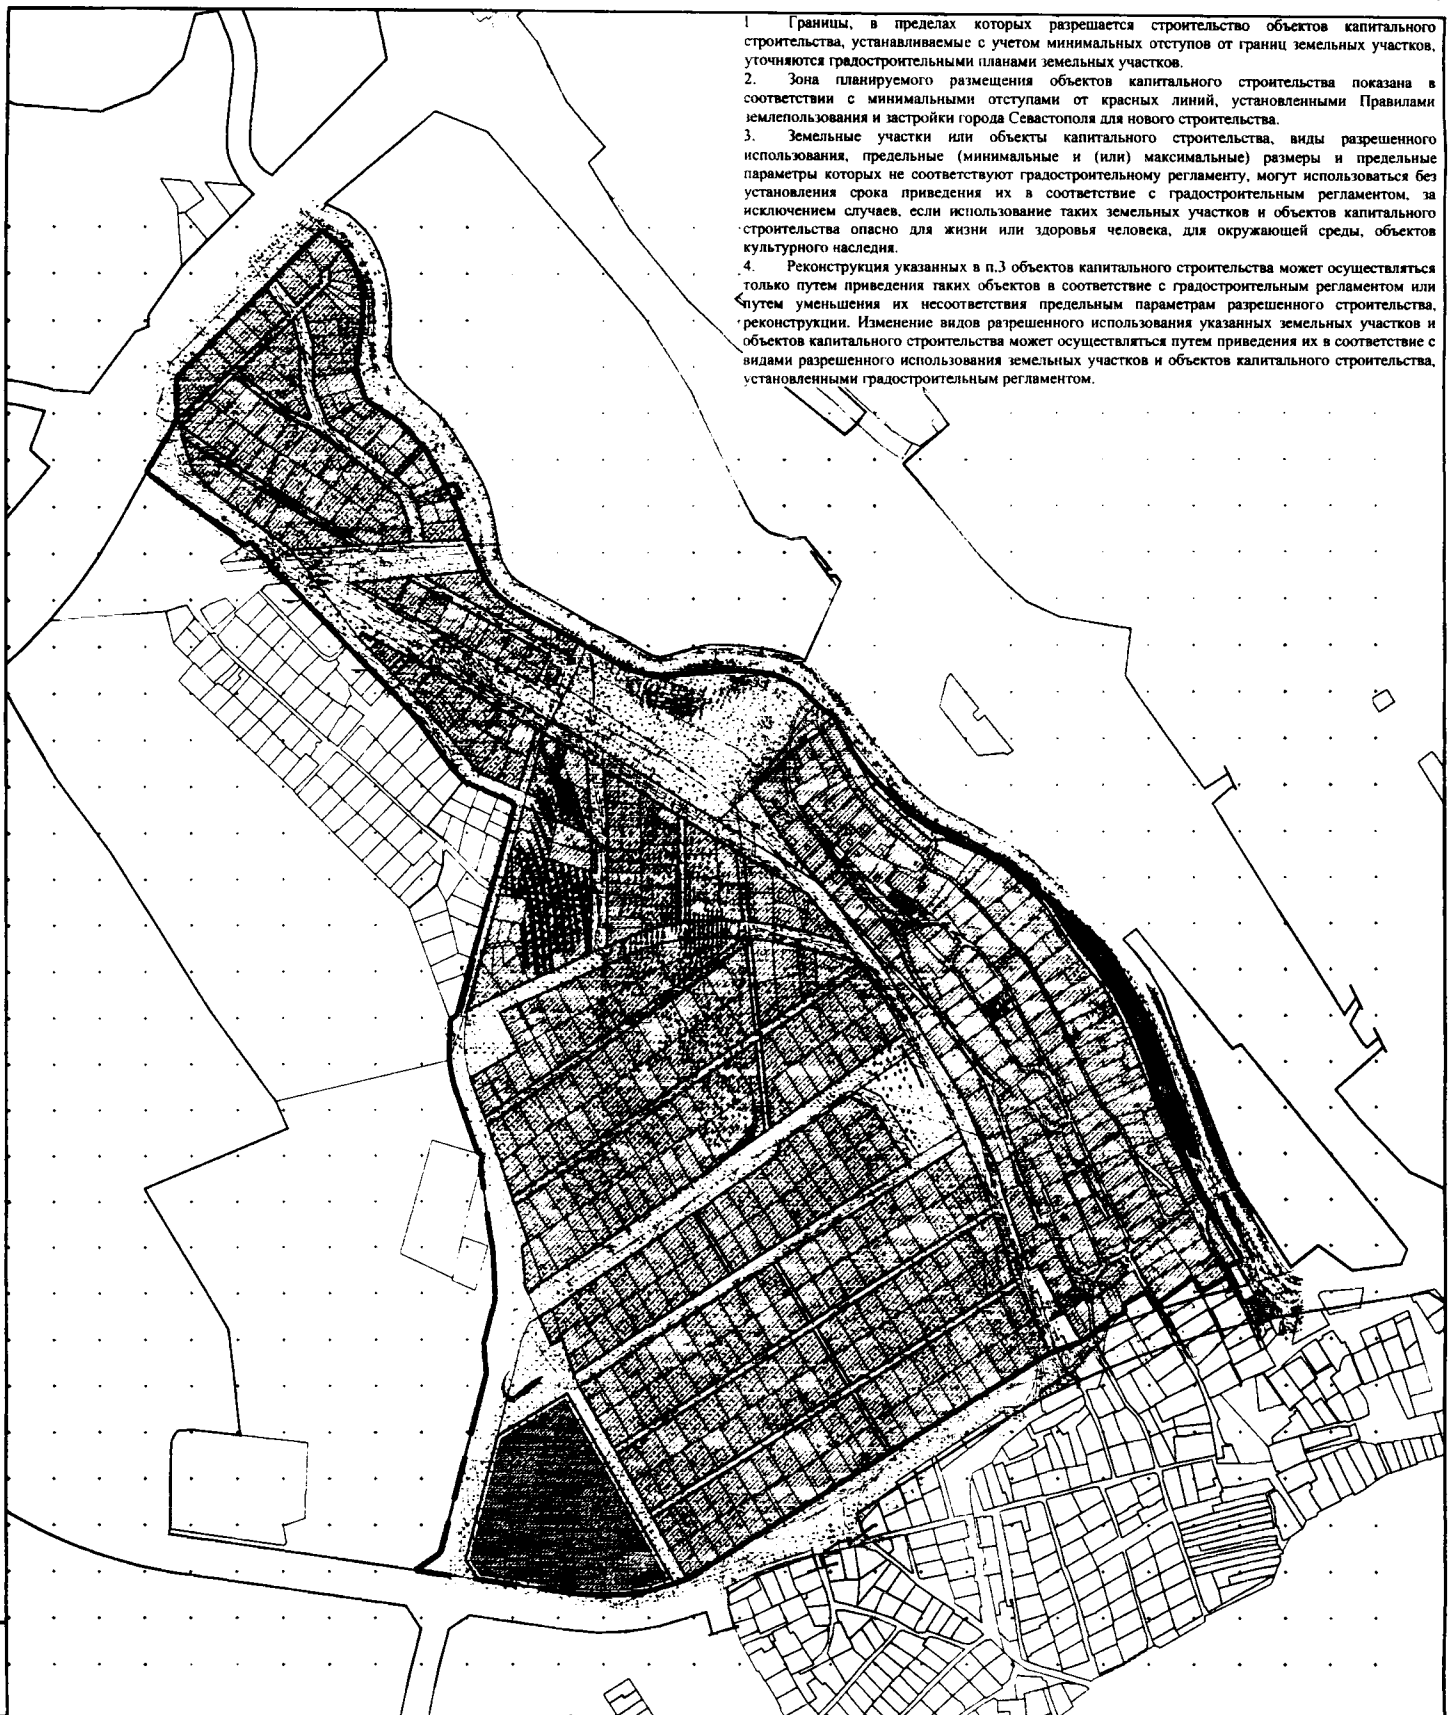 1 Границы, в пределах которых разрешается строительство объектов капитального
строительства, устанавливаемые с учетом минимальных отступов от границ земельных участков,
уточняются градостроительными планами земельных участков.
2. Зона планируемого размещения объектов капитального строительства показана в
соответствии с минимальными отступами от красных линий, установленными Правилами
землепользования и застройки города Севастополя для нового строительства.
3. Земельные участки или объекты капитального строительства, виды разрешенного
использования, предельные (минимальные и (или) максимальные) размеры и предельные
параметры которых не соответствуют градостроительному регламенту, могут использоваться без
установления срока приведения их в соответствие с градостроительным регламентом, за
исключением случаев, если использование таких земельных участков и объектов капитального
строительства опасно для жизни или здоровья человека, для окружающей среды, объектов
культурного наследия.
4. Реконструкция указанных в п.3 объектов капитального строительства может осуществляться
только путем приведения таких объектов в соответствие с градостроительным регламентом или
путем уменьшения их несоответствия предельным параметрам разрешенного строительства,
реконструкции. Изменение видов разрешенного использования указанных земельных участков и
объектов капитального строительства может осуществляться путем приведения их в соответствие с
видами разрешенного использования земельных участков и объектов капитального строительства,
установленными градостроительным регламентом.